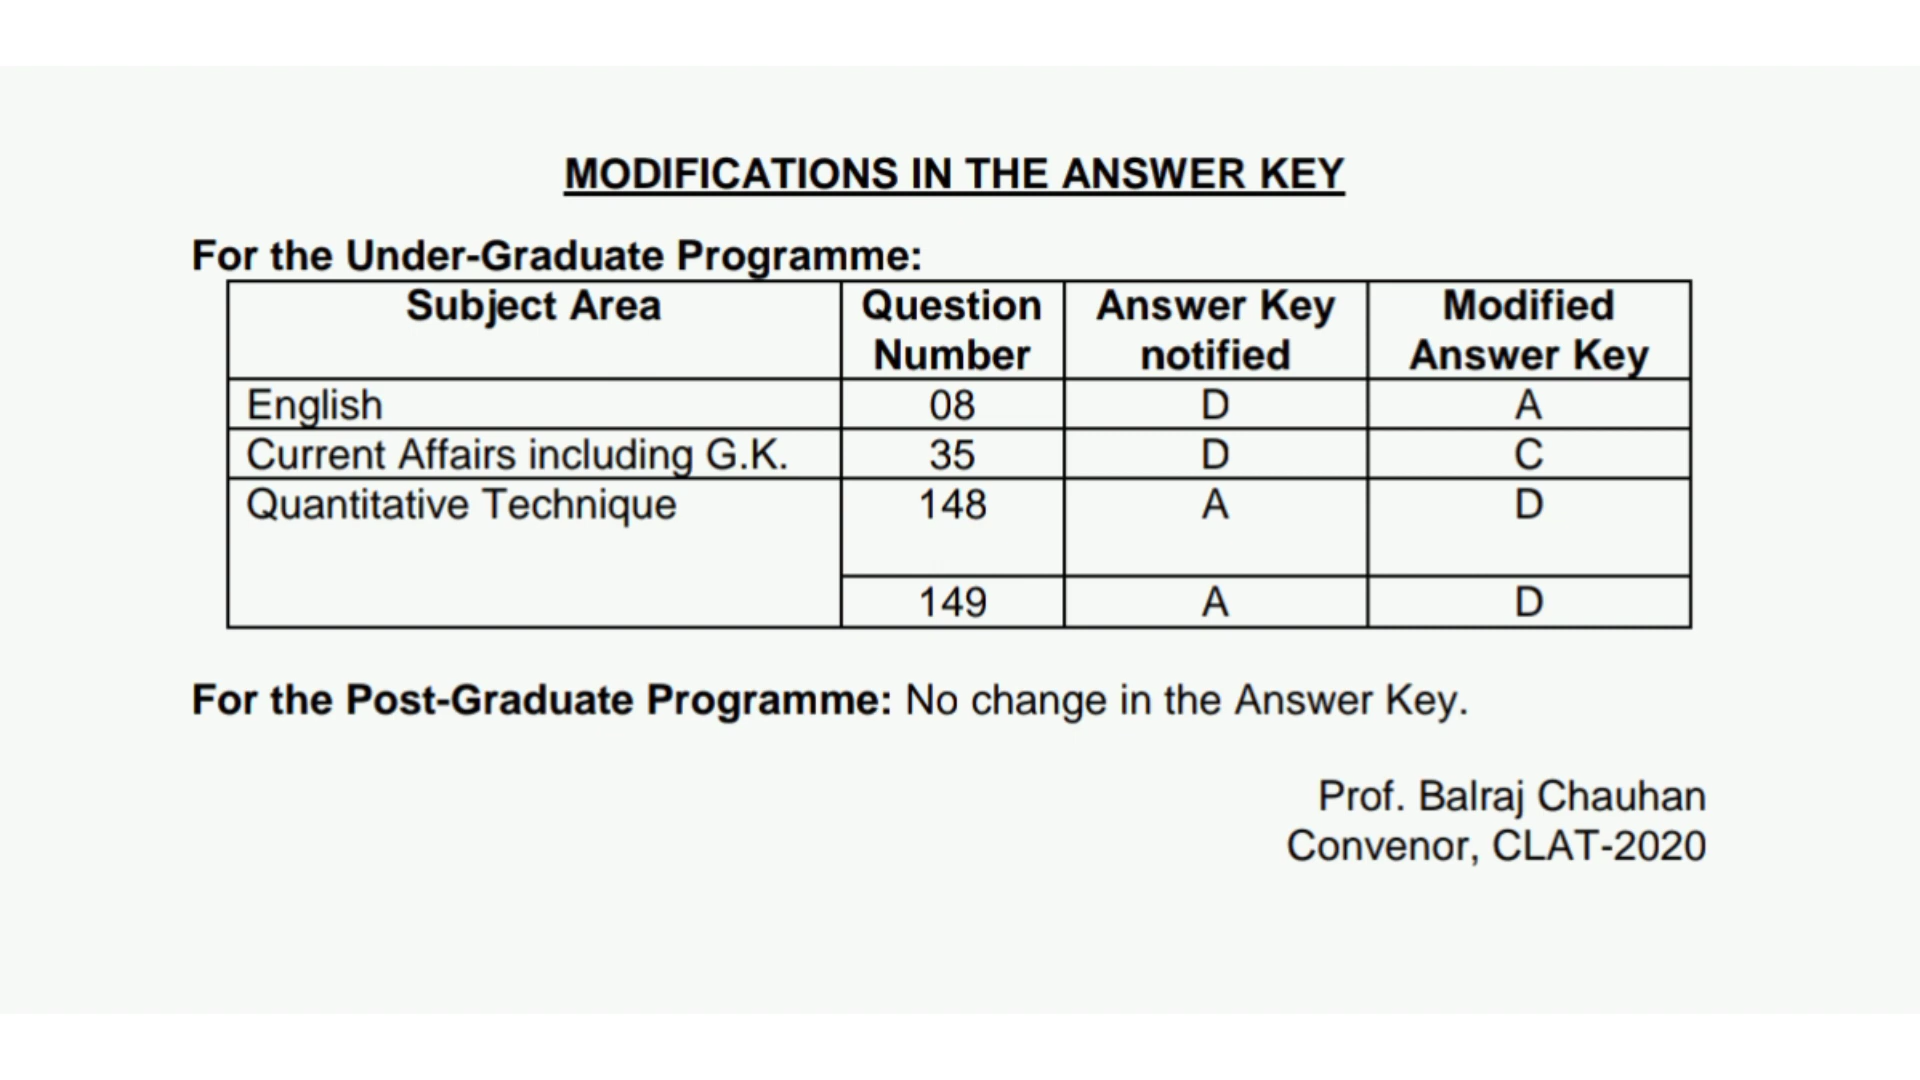 MODIFICATIONS IN THE ANSWER KEY
For the Under-Graduate Programme:
Subject Area Question Number Answer Key notified Modified Answer Key
English 08 D A
Current Affairs including G.K. 35 D C
Quantitative Technique 148 A D
149 A D
For the Post-Graduate Programme: No change in the Answer Key.
Prof. Balraj Chauhan
Convenor, CLAT-2020